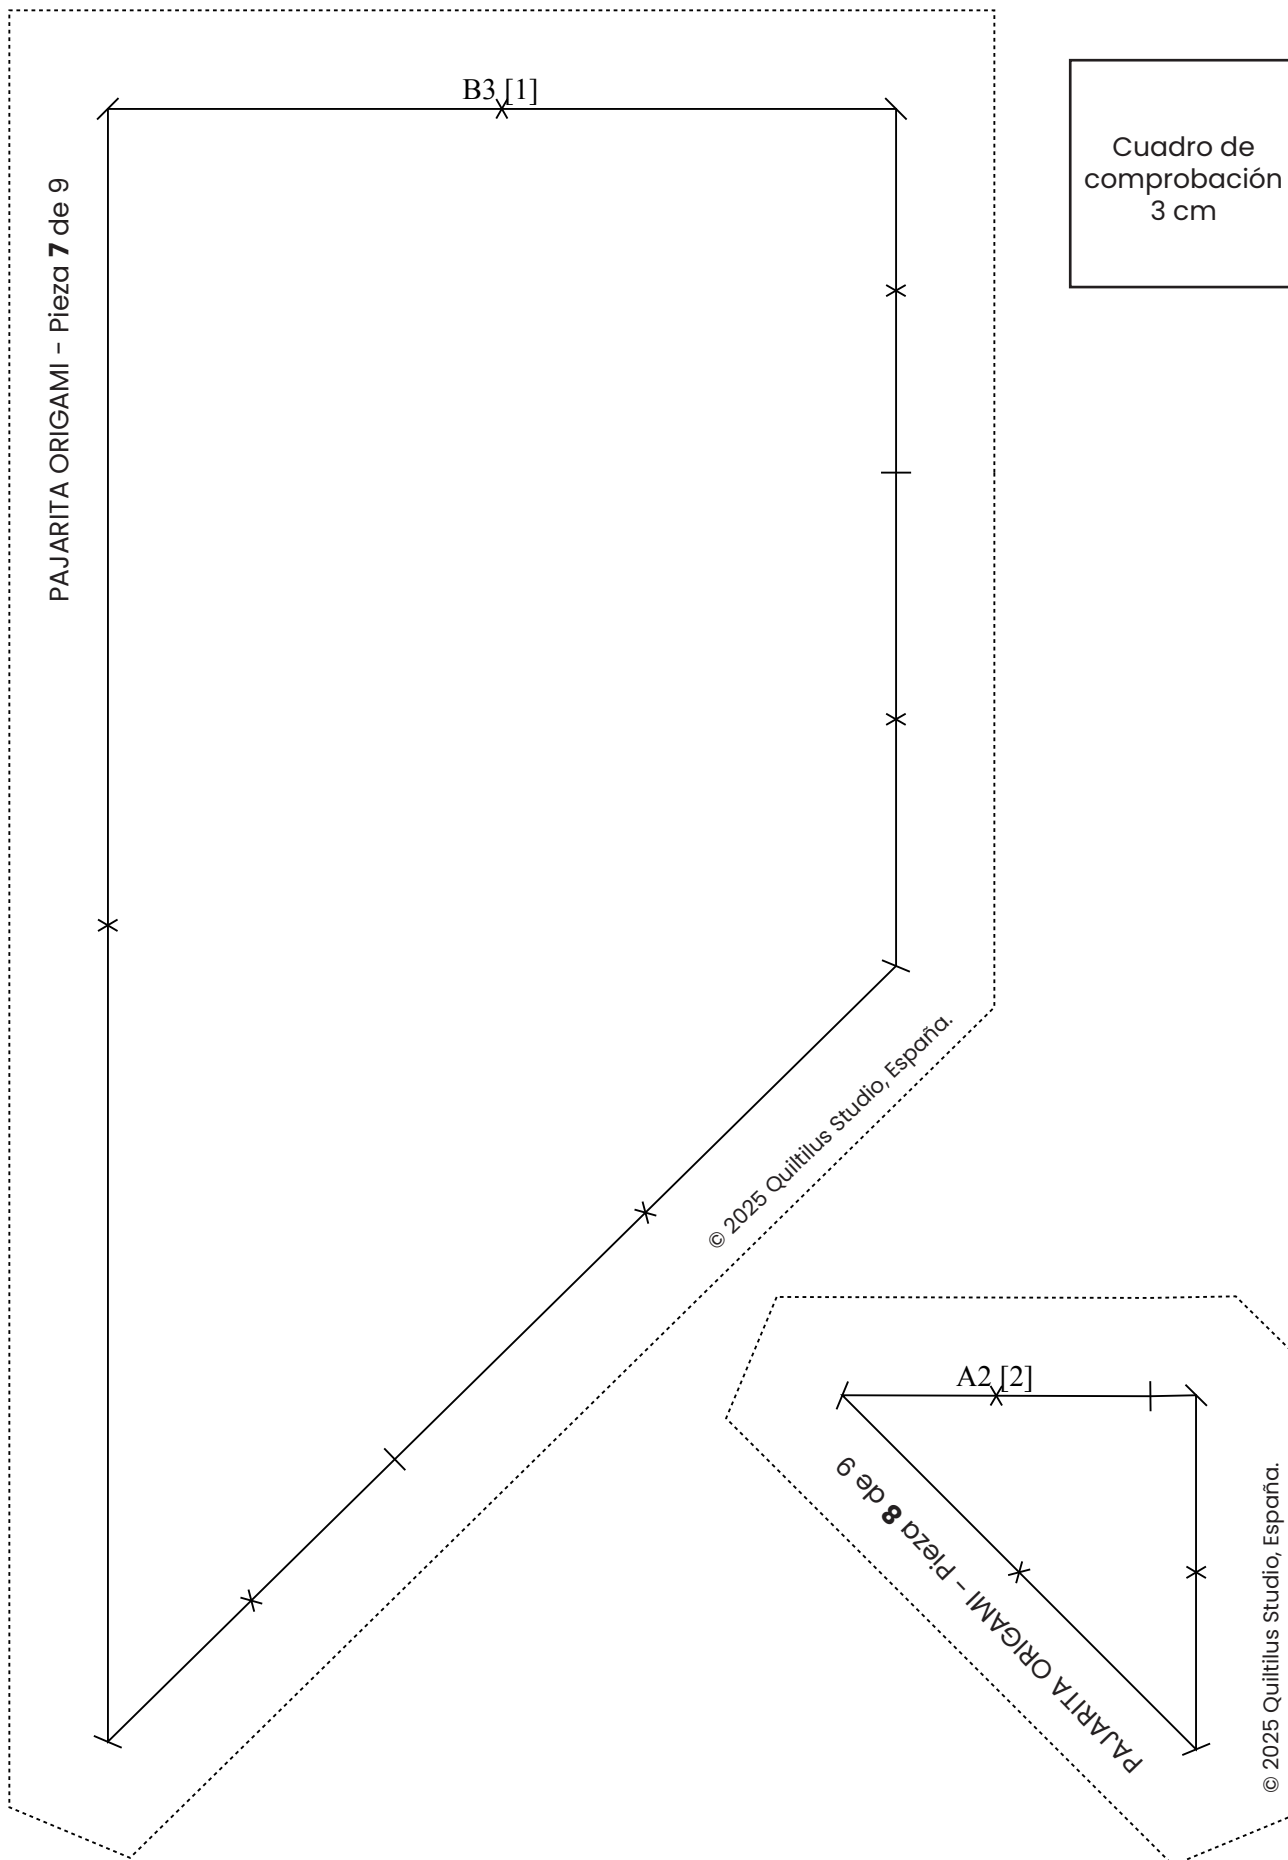 B3 [1]
Cuadro de
comprobación
3 cm
PAJARITA ORIGAMI - Pieza 7 de 9
© 2025 Quiltilus Studio, España.
A2 [2]
PAJARITA ORIGAMI - Pieza 8 de 9
© 2025 Quiltilus Studio, España.